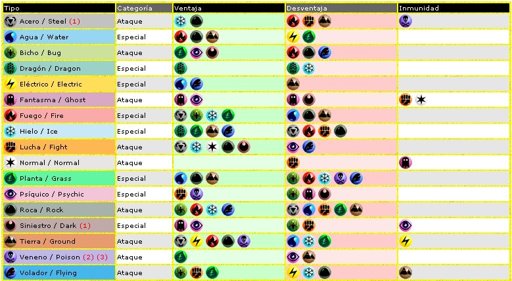 Tipo Categoría Ventaja Desventaja Inmunidad
Acero / Steel (1) Ataque
Agua / Water Especial
Bicho / Bug Ataque
Dragón / Dragon Especial
Eléctrico / Electric Especial
Fantasma / Ghost Ataque
Fuego / Fire Especial
Hielo / Ice Especial
Lucha / Fight Ataque
Normal / Normal Ataque
Planta / Grass Especial
Psíquico / Psychic Especial
Roca / Rock Ataque
Siniestro / Dark (1) Especial
Tierra / Ground Ataque
Veneno / Poison (2) (3) Ataque
Volador / Flying Ataque